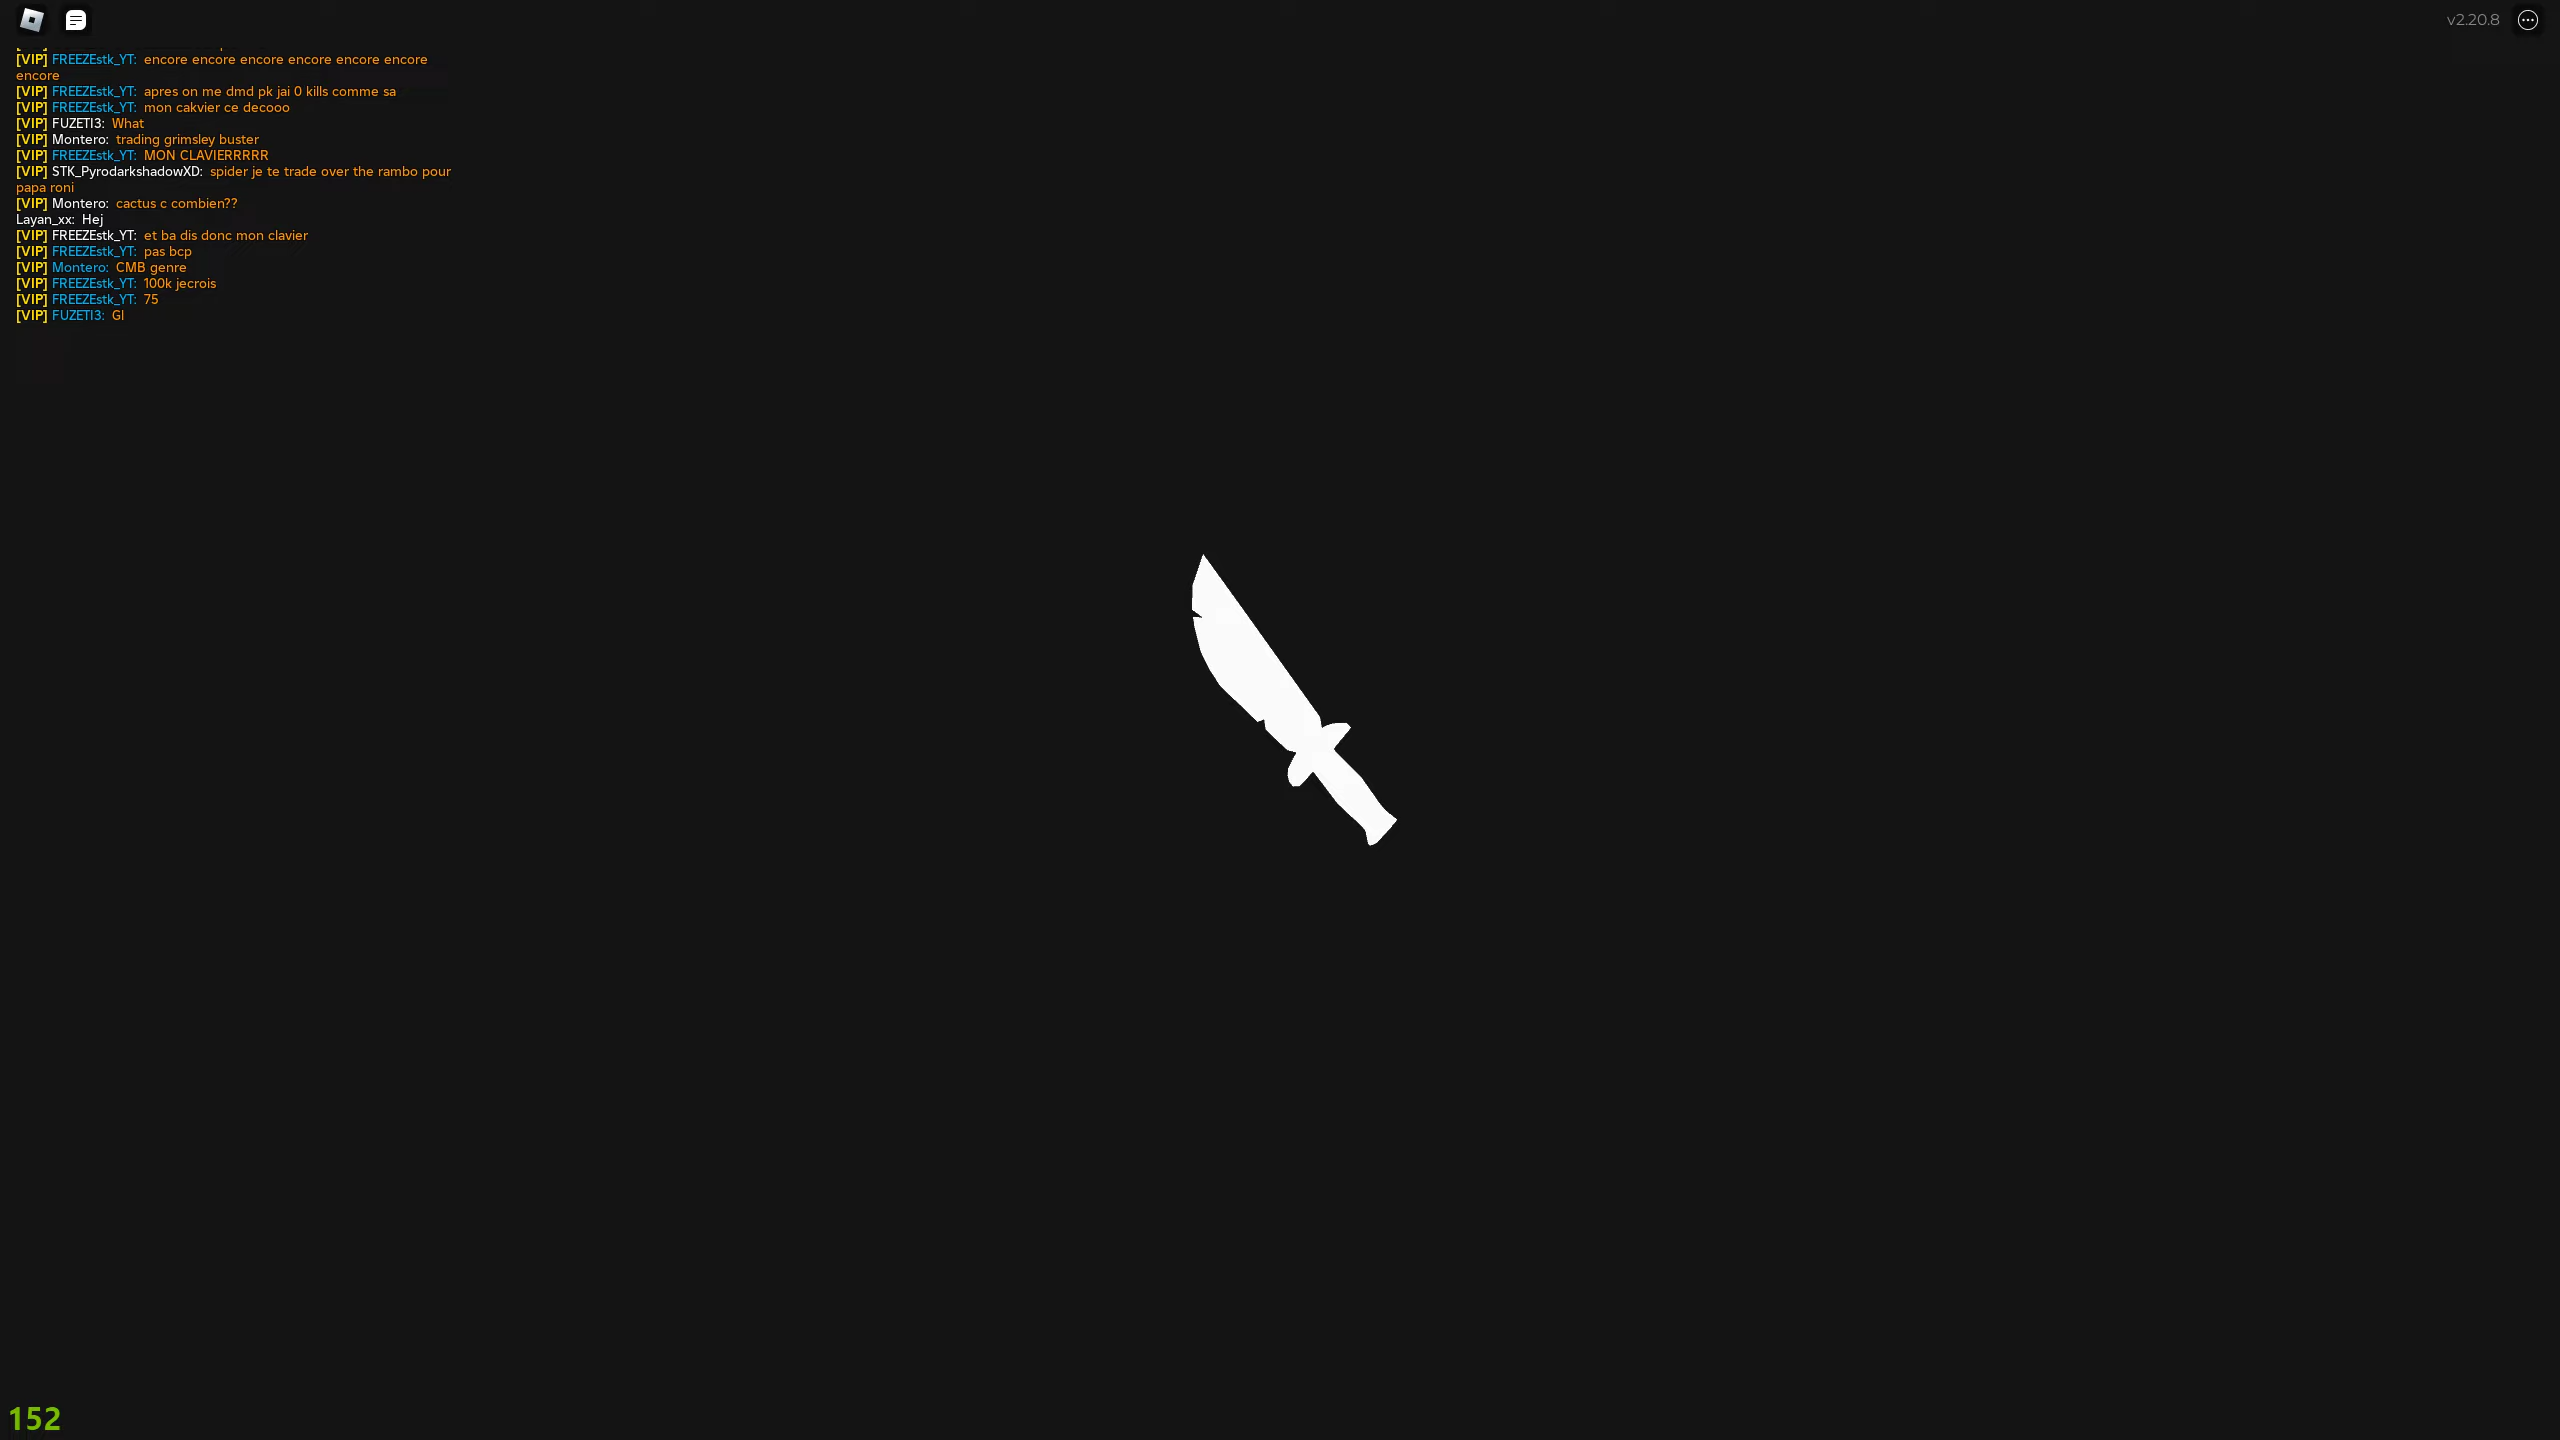 v2.20.8
[VIP] FREEZEstk_YT: encore encore encore encore encore encore
encore
[VIP] FREEZEstk_YT: apres on me dmd pk jai 0 kills comme sa
[VIP] FREEZEstk_YT: mon cakvier ce decooo
[VIP] FUZETI3: What
[VIP] Montero: trading grimsley buster
[VIP] FREEZEstk_YT: MON CLAVIERRRRR
[VIP] STK_PyrodarkshadowXD: spider je te trade over the rambo pour
papa roni
[VIP] Montero: cactus c combien??
Layan_xx: Hej
[VIP] FREEZEstk_YT: et ba dis donc mon clavier
[VIP] FREEZEstk_YT: pas bcp
[VIP] Montero: CMB genre
[VIP] FREEZEstk_YT: 100k jecrois
[VIP] FREEZEstk_YT: 75
[VIP] FUZETI3: Gl
152